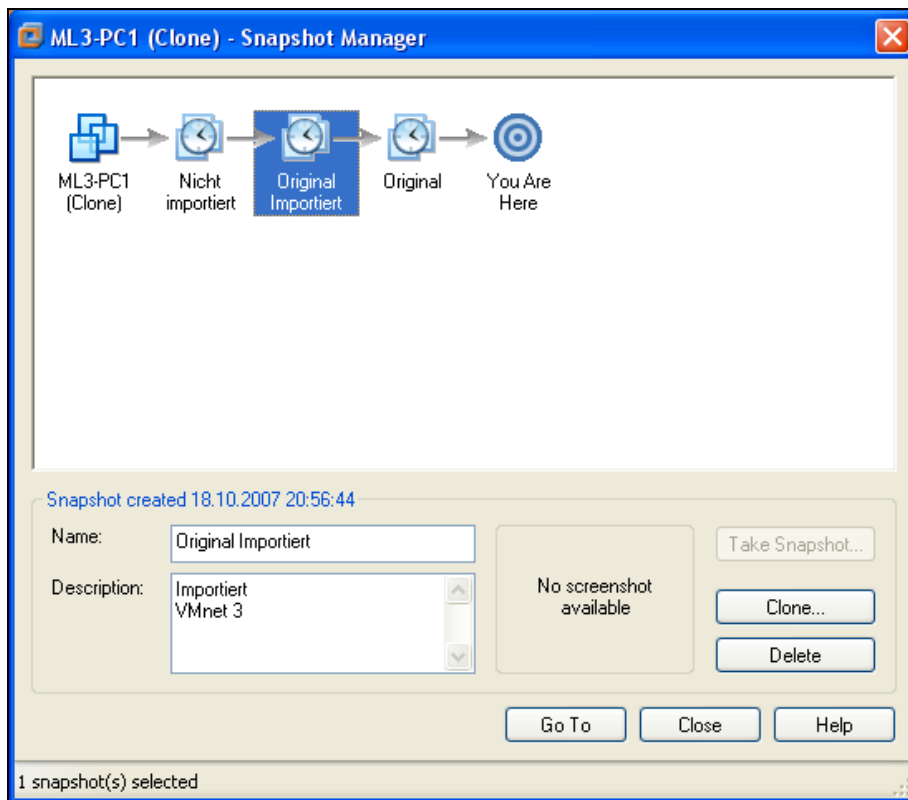 ML3-PC1 (Clone) - Snapshot Manager
ML3-PC1
(Clone)
Nicht
importiert
Original
Importiert
Original
You Are
Here
Snapshot created 18.10.2007 20:56:44
Name:
Original Importiert
Description:
Importiert
VMnet 3
No screenshot
available
Take Snapshot...
Clone...
Delete
Go To
Close
Help
1 snapshot(s) selected